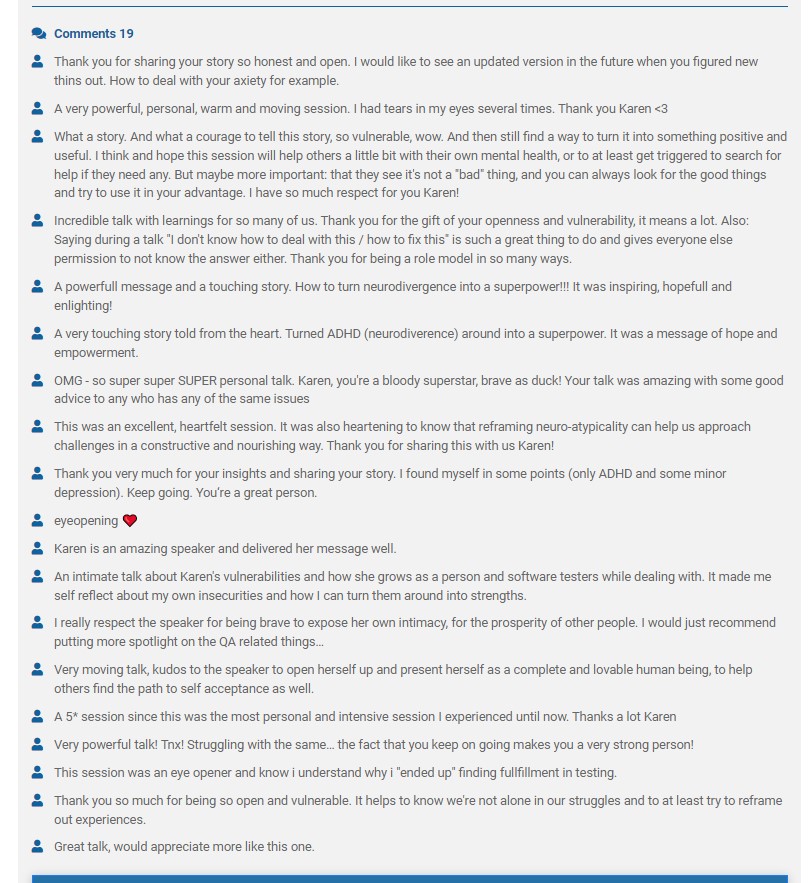 Comments 19
Thank you for sharing your story so honest and open. I would like to see an updated version in the future when you figured new
thins out. How to deal with your axiety for example.
A very powerful, personal, warm and moving session. I had tears in my eyes several times. Thank you Karen <3
What a story. And what a courage to tell this story, so vulnerable, wow. And then still find a way to turn it into something positive and
useful. I think and hope this session will help others a little bit with their own mental health, or to at least get triggered to search for
help if they need any. But maybe more important: that they see it's not a "bad" thing, and you can always look for the good things
and try to use it in your advantage. I have so much respect for you Karen!
Incredible talk with learnings for so many of us. Thank you for the gift of your openness and vulnerability, it means a lot. Also:
Saying during a talk "I don't know how to deal with this / how to fix this" is such a great thing to do and gives everyone else
permission to not know the answer either. Thank you for being a role model in so many ways.
A powerfull message and a touching story. How to turn neurodivergence into a superpower!!! It was inspiring, hopefull and
enlighting!
A very touching story told from the heart. Turned ADHD (neurodiverence) around into a superpower. It was a message of hope and
empowerment.
OMG - so super super SUPER personal talk. Karen, you're a bloody superstar, brave as duck! Your talk was amazing with some good
advice to any who has any of the same issues
This was an excellent, heartfelt session. It was also heartening to know that reframing neuro-atypicality can help us approach
challenges in a constructive and nourishing way. Thank you for sharing this with us Karen!
Thank you very much for your insights and sharing your story. I found myself in some points (only ADHD and some minor
depression). Keep going. You're a great person.
eyeopening ❤
Karen is an amazing speaker and delivered her message well.
An intimate talk about Karen's vulnerabilities and how she grows as a person and software testers while dealing with. It made me
self reflect about my own insecurities and how I can turn them around into strengths.
I really respect the speaker for being brave to expose her own intimacy, for the prosperity of other people. I would just recommend
putting more spotlight on the QA related things...
Very moving talk, kudos to the speaker to open herself up and present herself as a complete and lovable human being, to help
others find the path to self acceptance as well.
A 5* session since this was the most personal and intensive session I experienced until now. Thanks a lot Karen
Very powerful talk! Tnx! Struggling with the same... the fact that you keep on going makes you a very strong person!
This session was an eye opener and know i understand why i "ended up" finding fullfillment in testing.
Thank you so much for being so open and vulnerable. It helps to know we're not alone in our struggles and to at least try to reframe
out experiences.
Great talk, would appreciate more like this one.